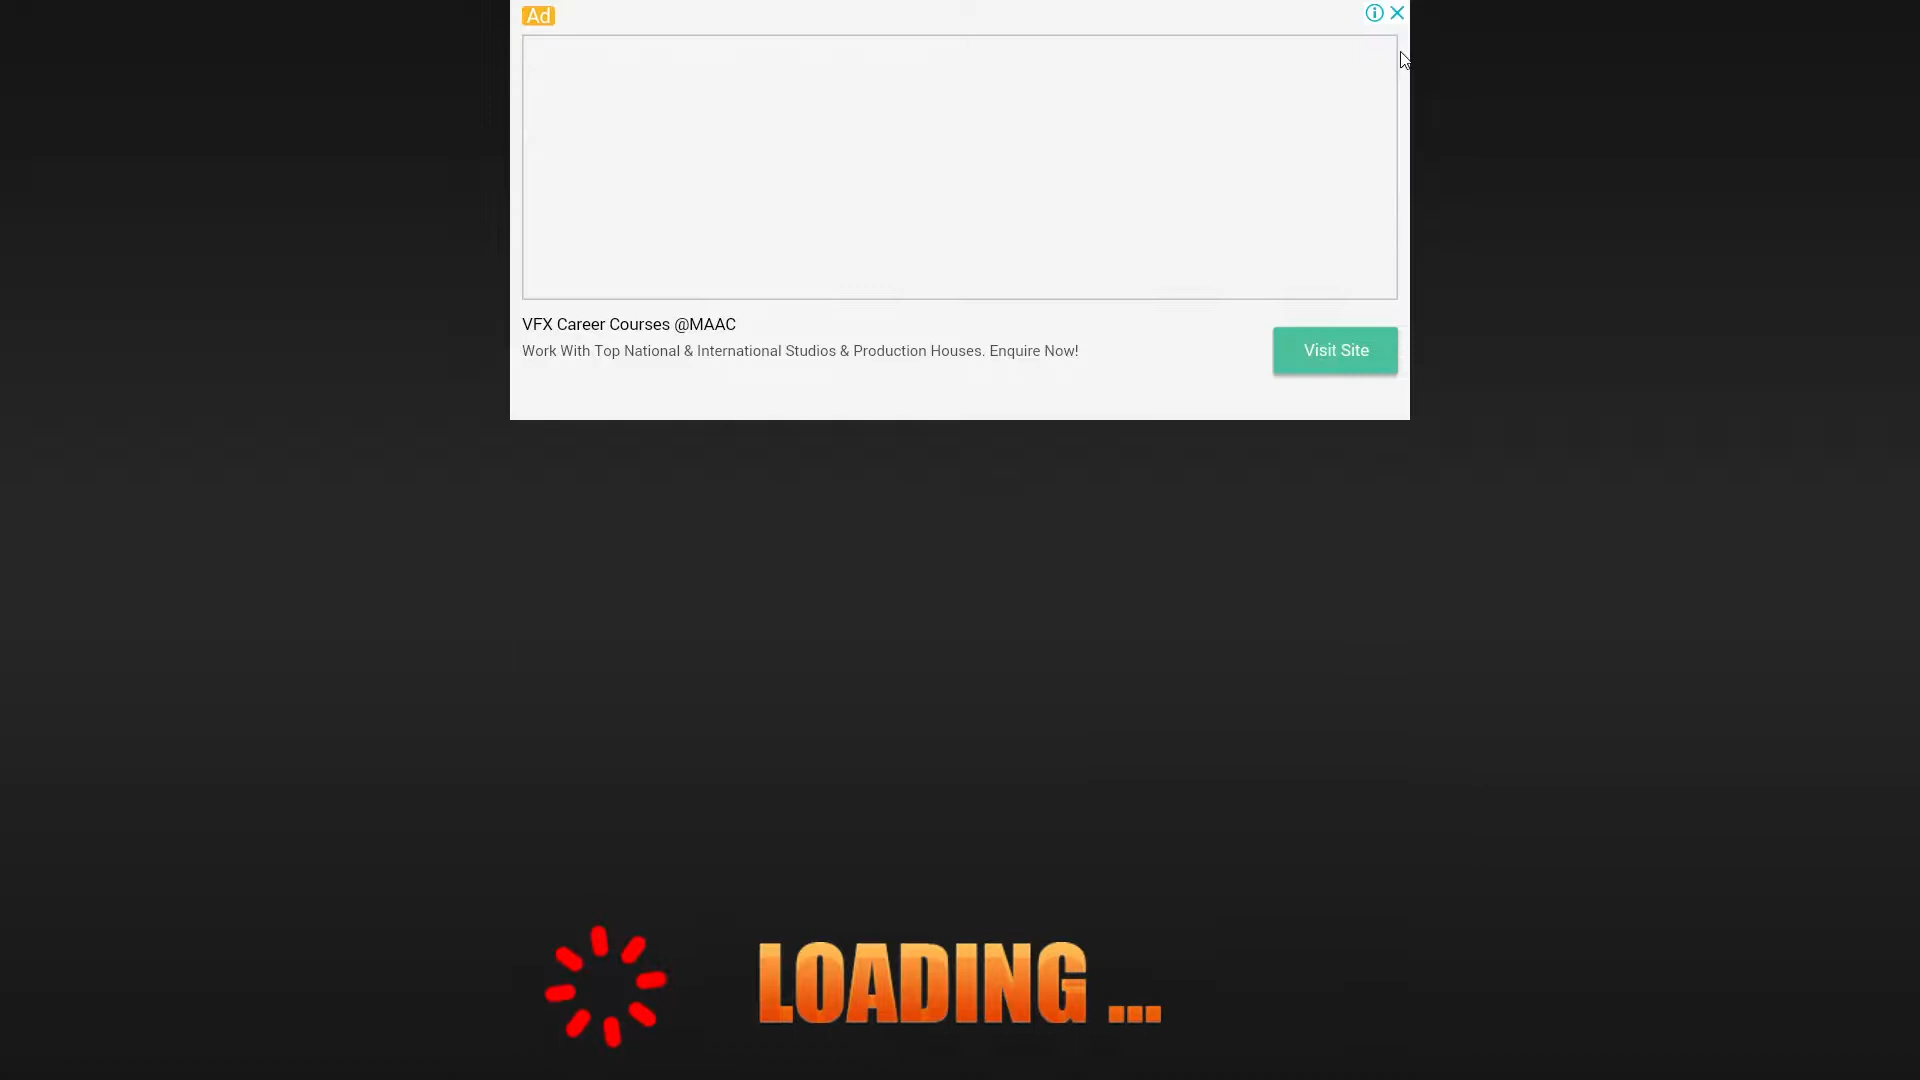 Ad
VFX Career Courses @MAAC
Work With Top National & International Studios & Production Houses. Enquire Now!
Visit Site
LOADING ...